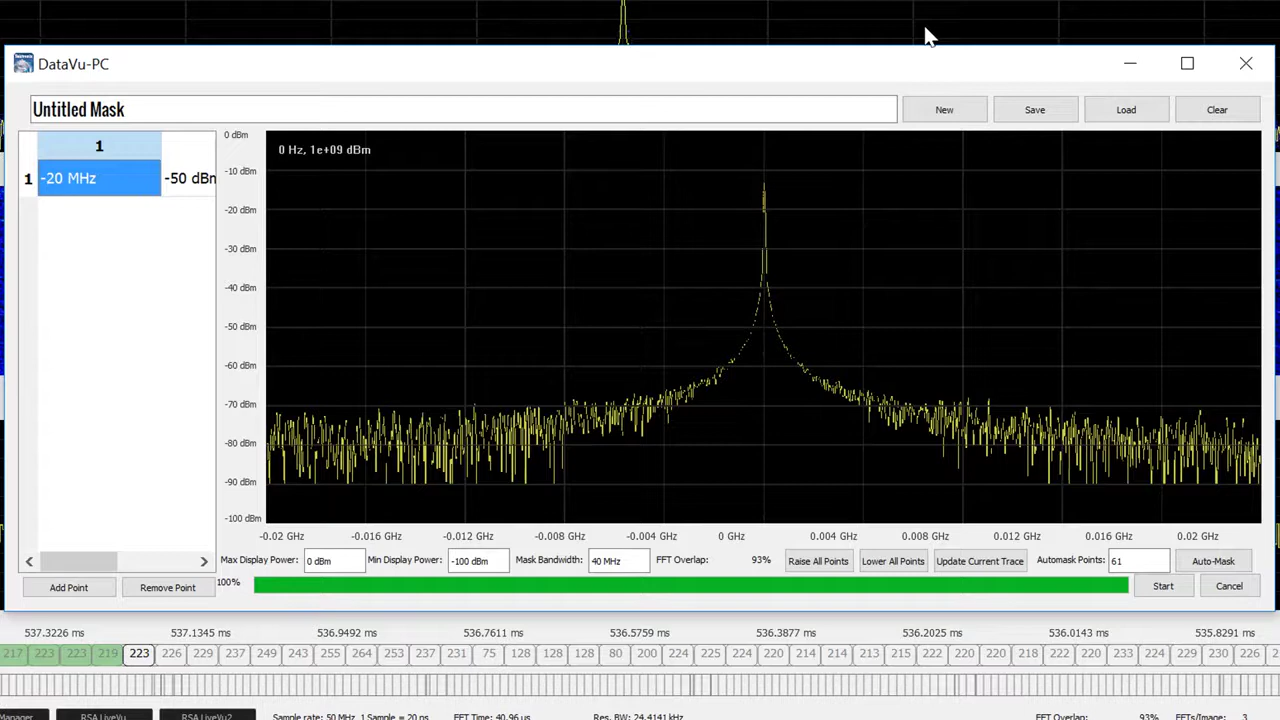 DataVu-PC
Untitled Mask
New
Save
Load
Clear
1
1 -20 MHz -50 dBm
0 Hz, 1e+09 dBm
0 dBm
-10 dBm
-20 dBm
-30 dBm
-40 dBm
-50 dBm
-60 dBm
-70 dBm
-80 dBm
-90 dBm
-100 dBm
-0.02 GHz -0.016 GHz -0.012 GHz -0.008 GHz -0.004 GHz 0 GHz 0.004 GHz 0.008 GHz 0.012 GHz 0.016 GHz 0.02 GHz
Max Display Power: 0 dBm Min Display Power: -100 dBm Mask Bandwidth: 40 MHz FFT Overlap: 93% Raise All Points Lower All Points Update Current Trace Automask Points: 61 Auto-Mask
Add Point Remove Point 100% Start Cancel
537.3226 ms 537.1345 ms 536.9492 ms 536.7611 ms 536.5759 ms 536.3877 ms 536.2025 ms 536.0143 ms 535.8291 ms
217 223 223 219 223 226 229 237 249 243 255 264 253 237 231 75 128 128 80 200 224 225 224 220 214 214 213 215 222 220 220 218 222 233 224 229 230 226
Manager RSA LiveVu RSA LiveVu2 Sample rate: 50 MHz, 1 Sample = 20 ns FFT Time: 40.96 us Res. BW: 24.4141 kHz FFT Overlap: 93% FFTs/Image: 3